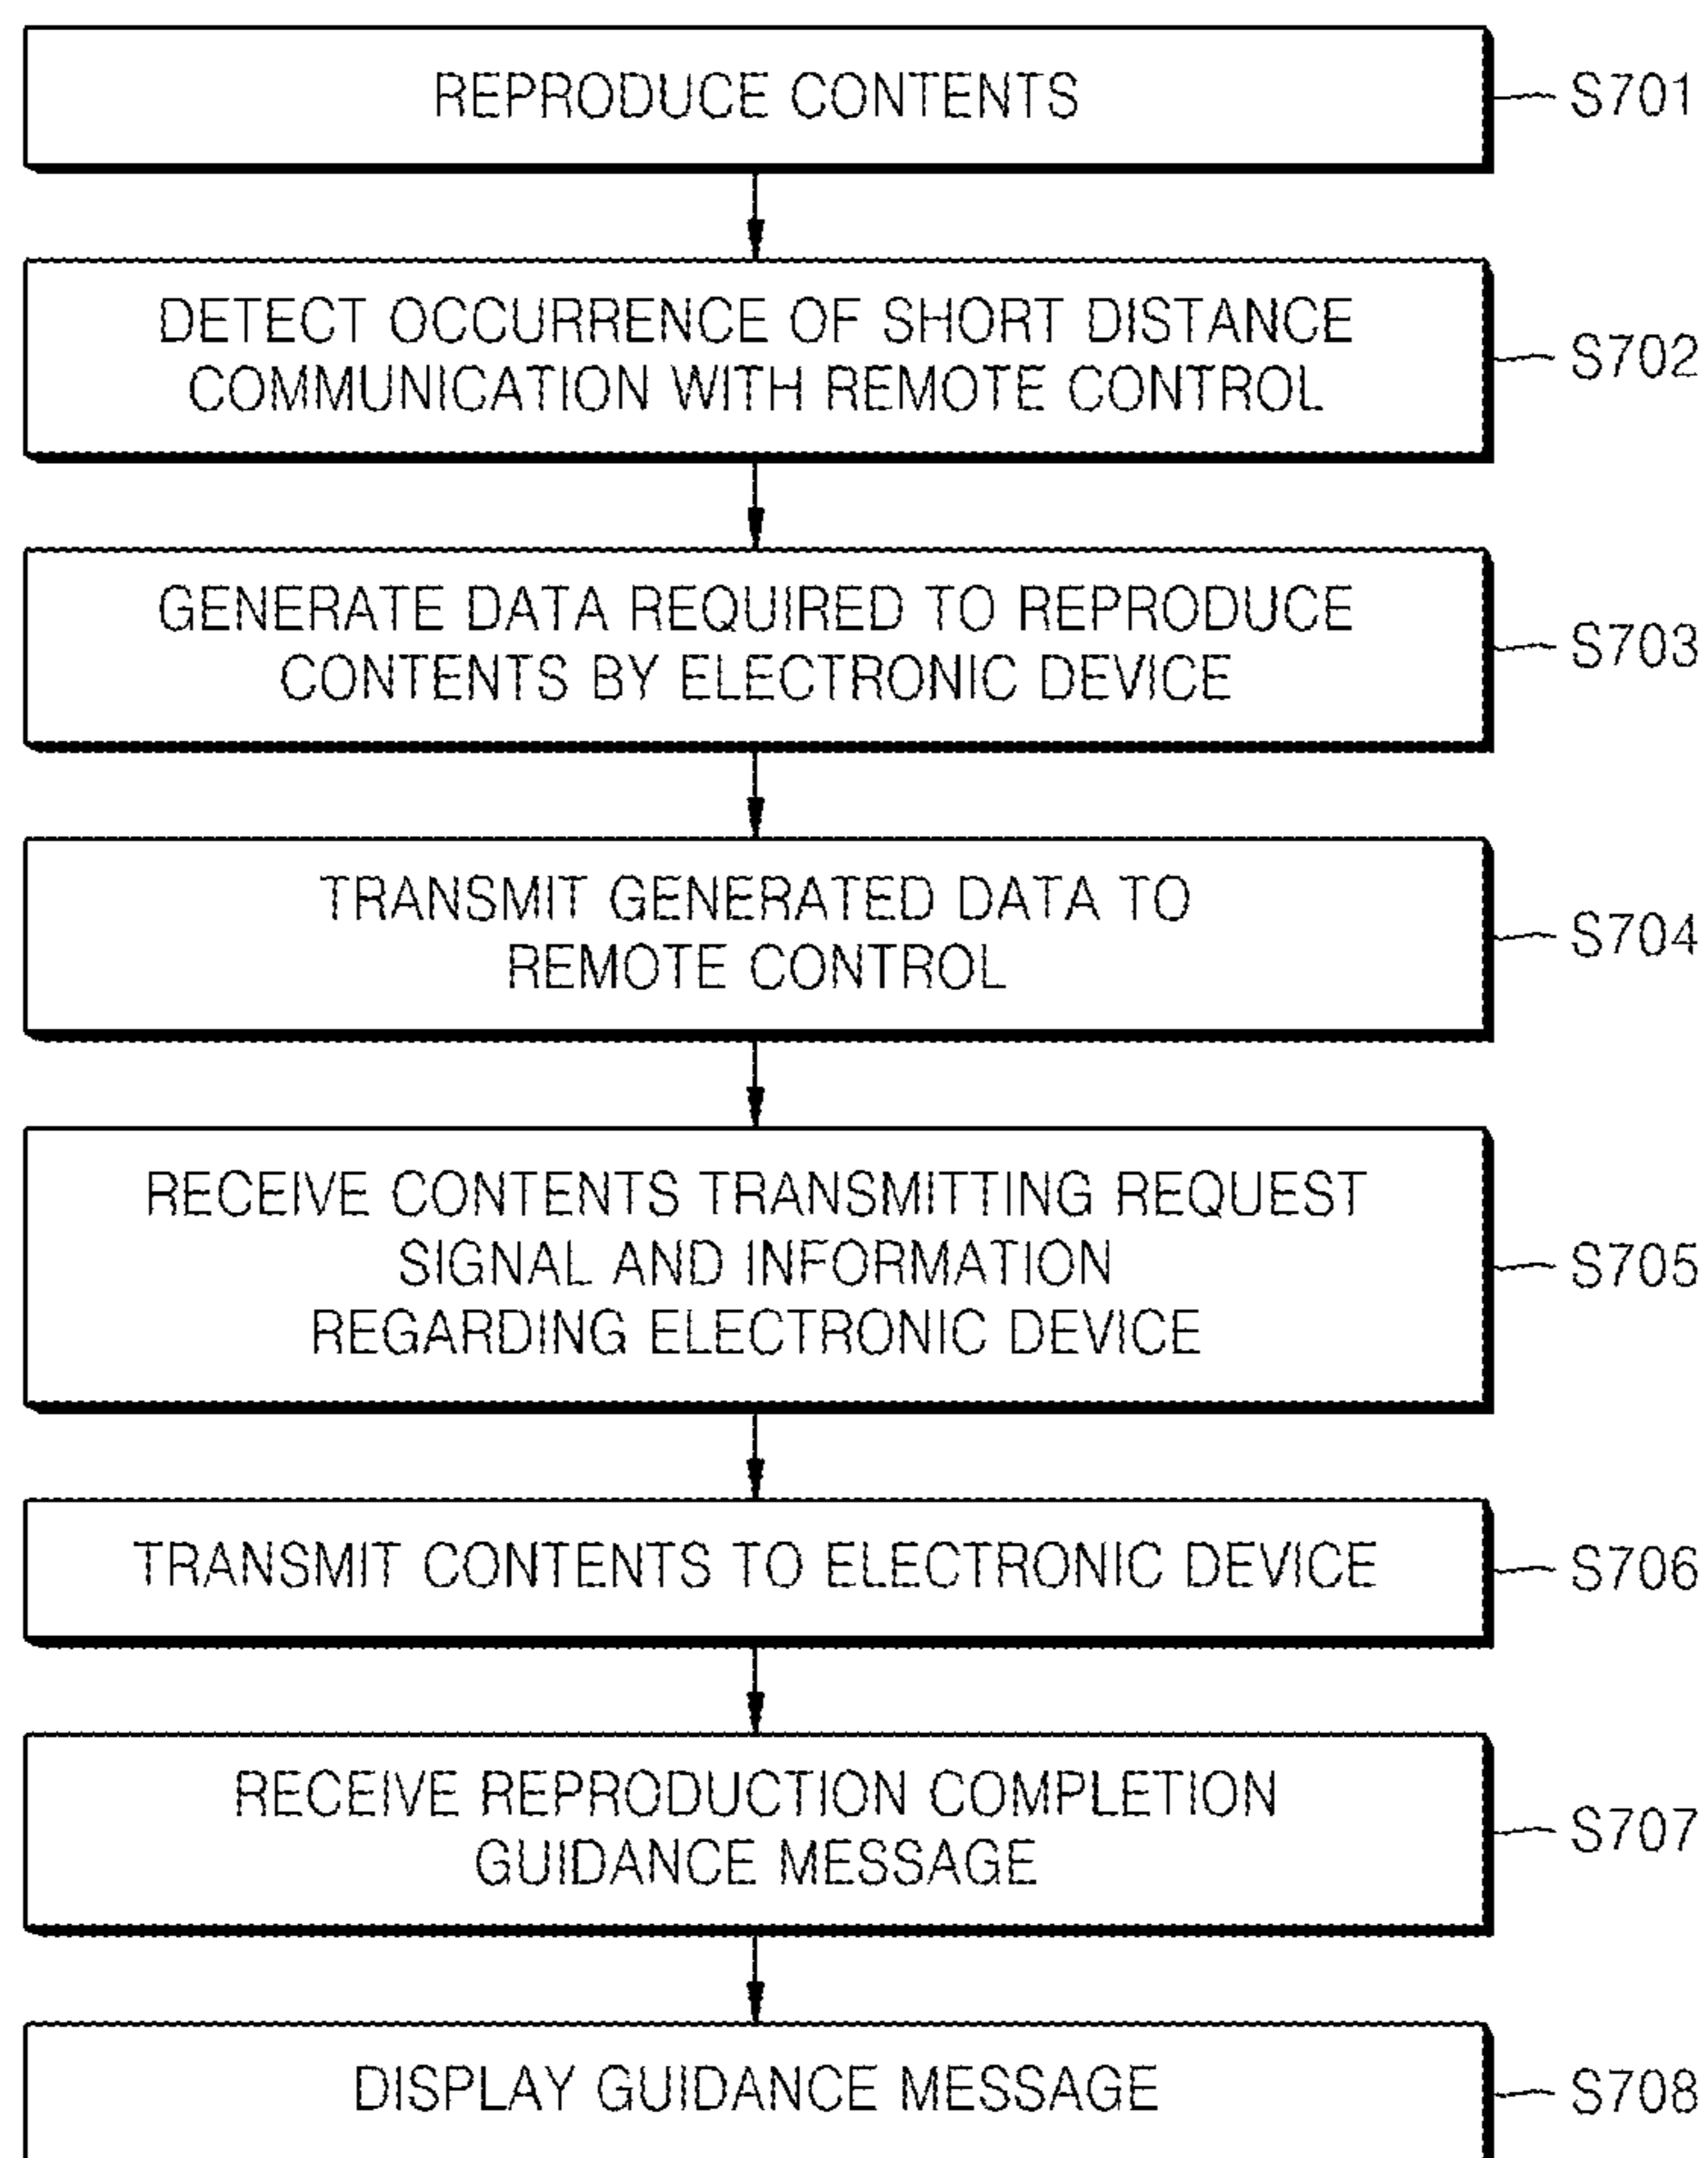 REPRODUCE CONTENTS
S701
DETECT OCCURRENCE OF SHORT DISTANCE
COMMUNICATION WITH REMOTE CONTROL
S702
GENERATE DATA REQUIRED TO REPRODUCE
CONTENTS BY ELECTRONIC DEVICE
S703
TRANSMIT GENERATED DATA TO
REMOTE CONTROL
S704
RECEIVE CONTENTS TRANSMITTING REQUEST
SIGNAL AND INFORMATION
REGARDING ELECTRONIC DEVICE
S705
TRANSMIT CONTENTS TO ELECTRONIC DEVICE
S706
RECEIVE REPRODUCTION COMPLETION
GUIDANCE MESSAGE
S707
DISPLAY GUIDANCE MESSAGE
S708